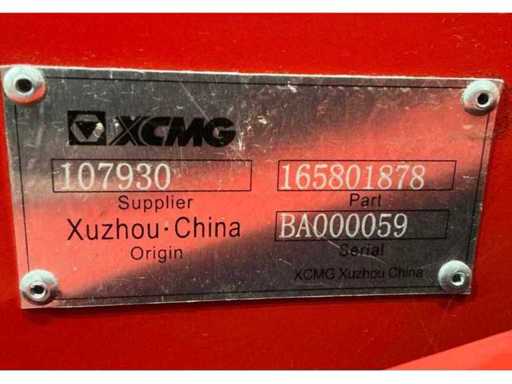 XCMG
107930 165801878
Supplier Part
Xuzhou·China BA000059
Origin Serial
XCMG Xuzhou China